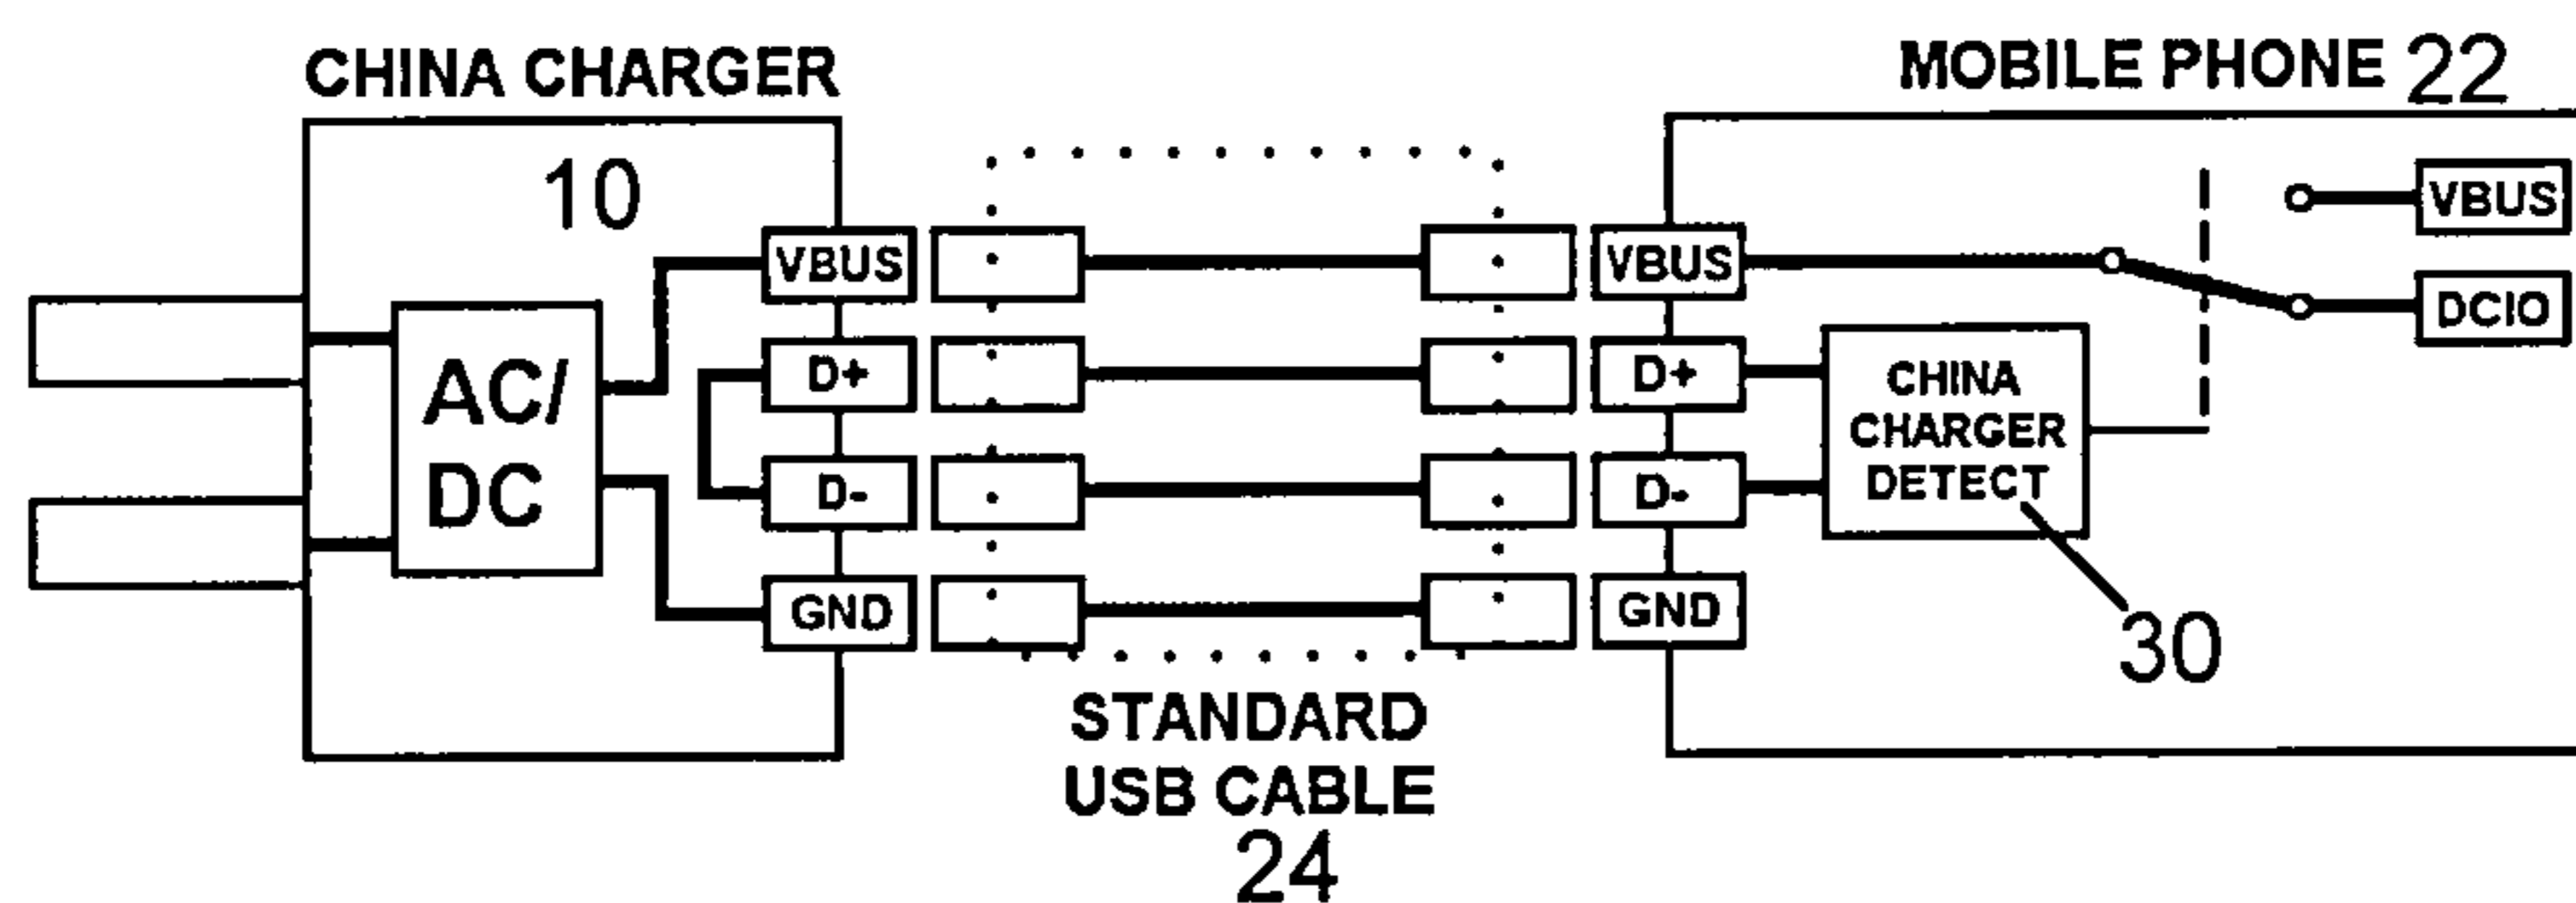 CHINA CHARGER
MOBILE PHONE 22
10
VBUS
VBUS
VBUS
DCIO
AC/
DC
D+
D+
CHINA
CHARGER
DETECT
D-
D-
GND
GND
30
STANDARD
USB CABLE
24